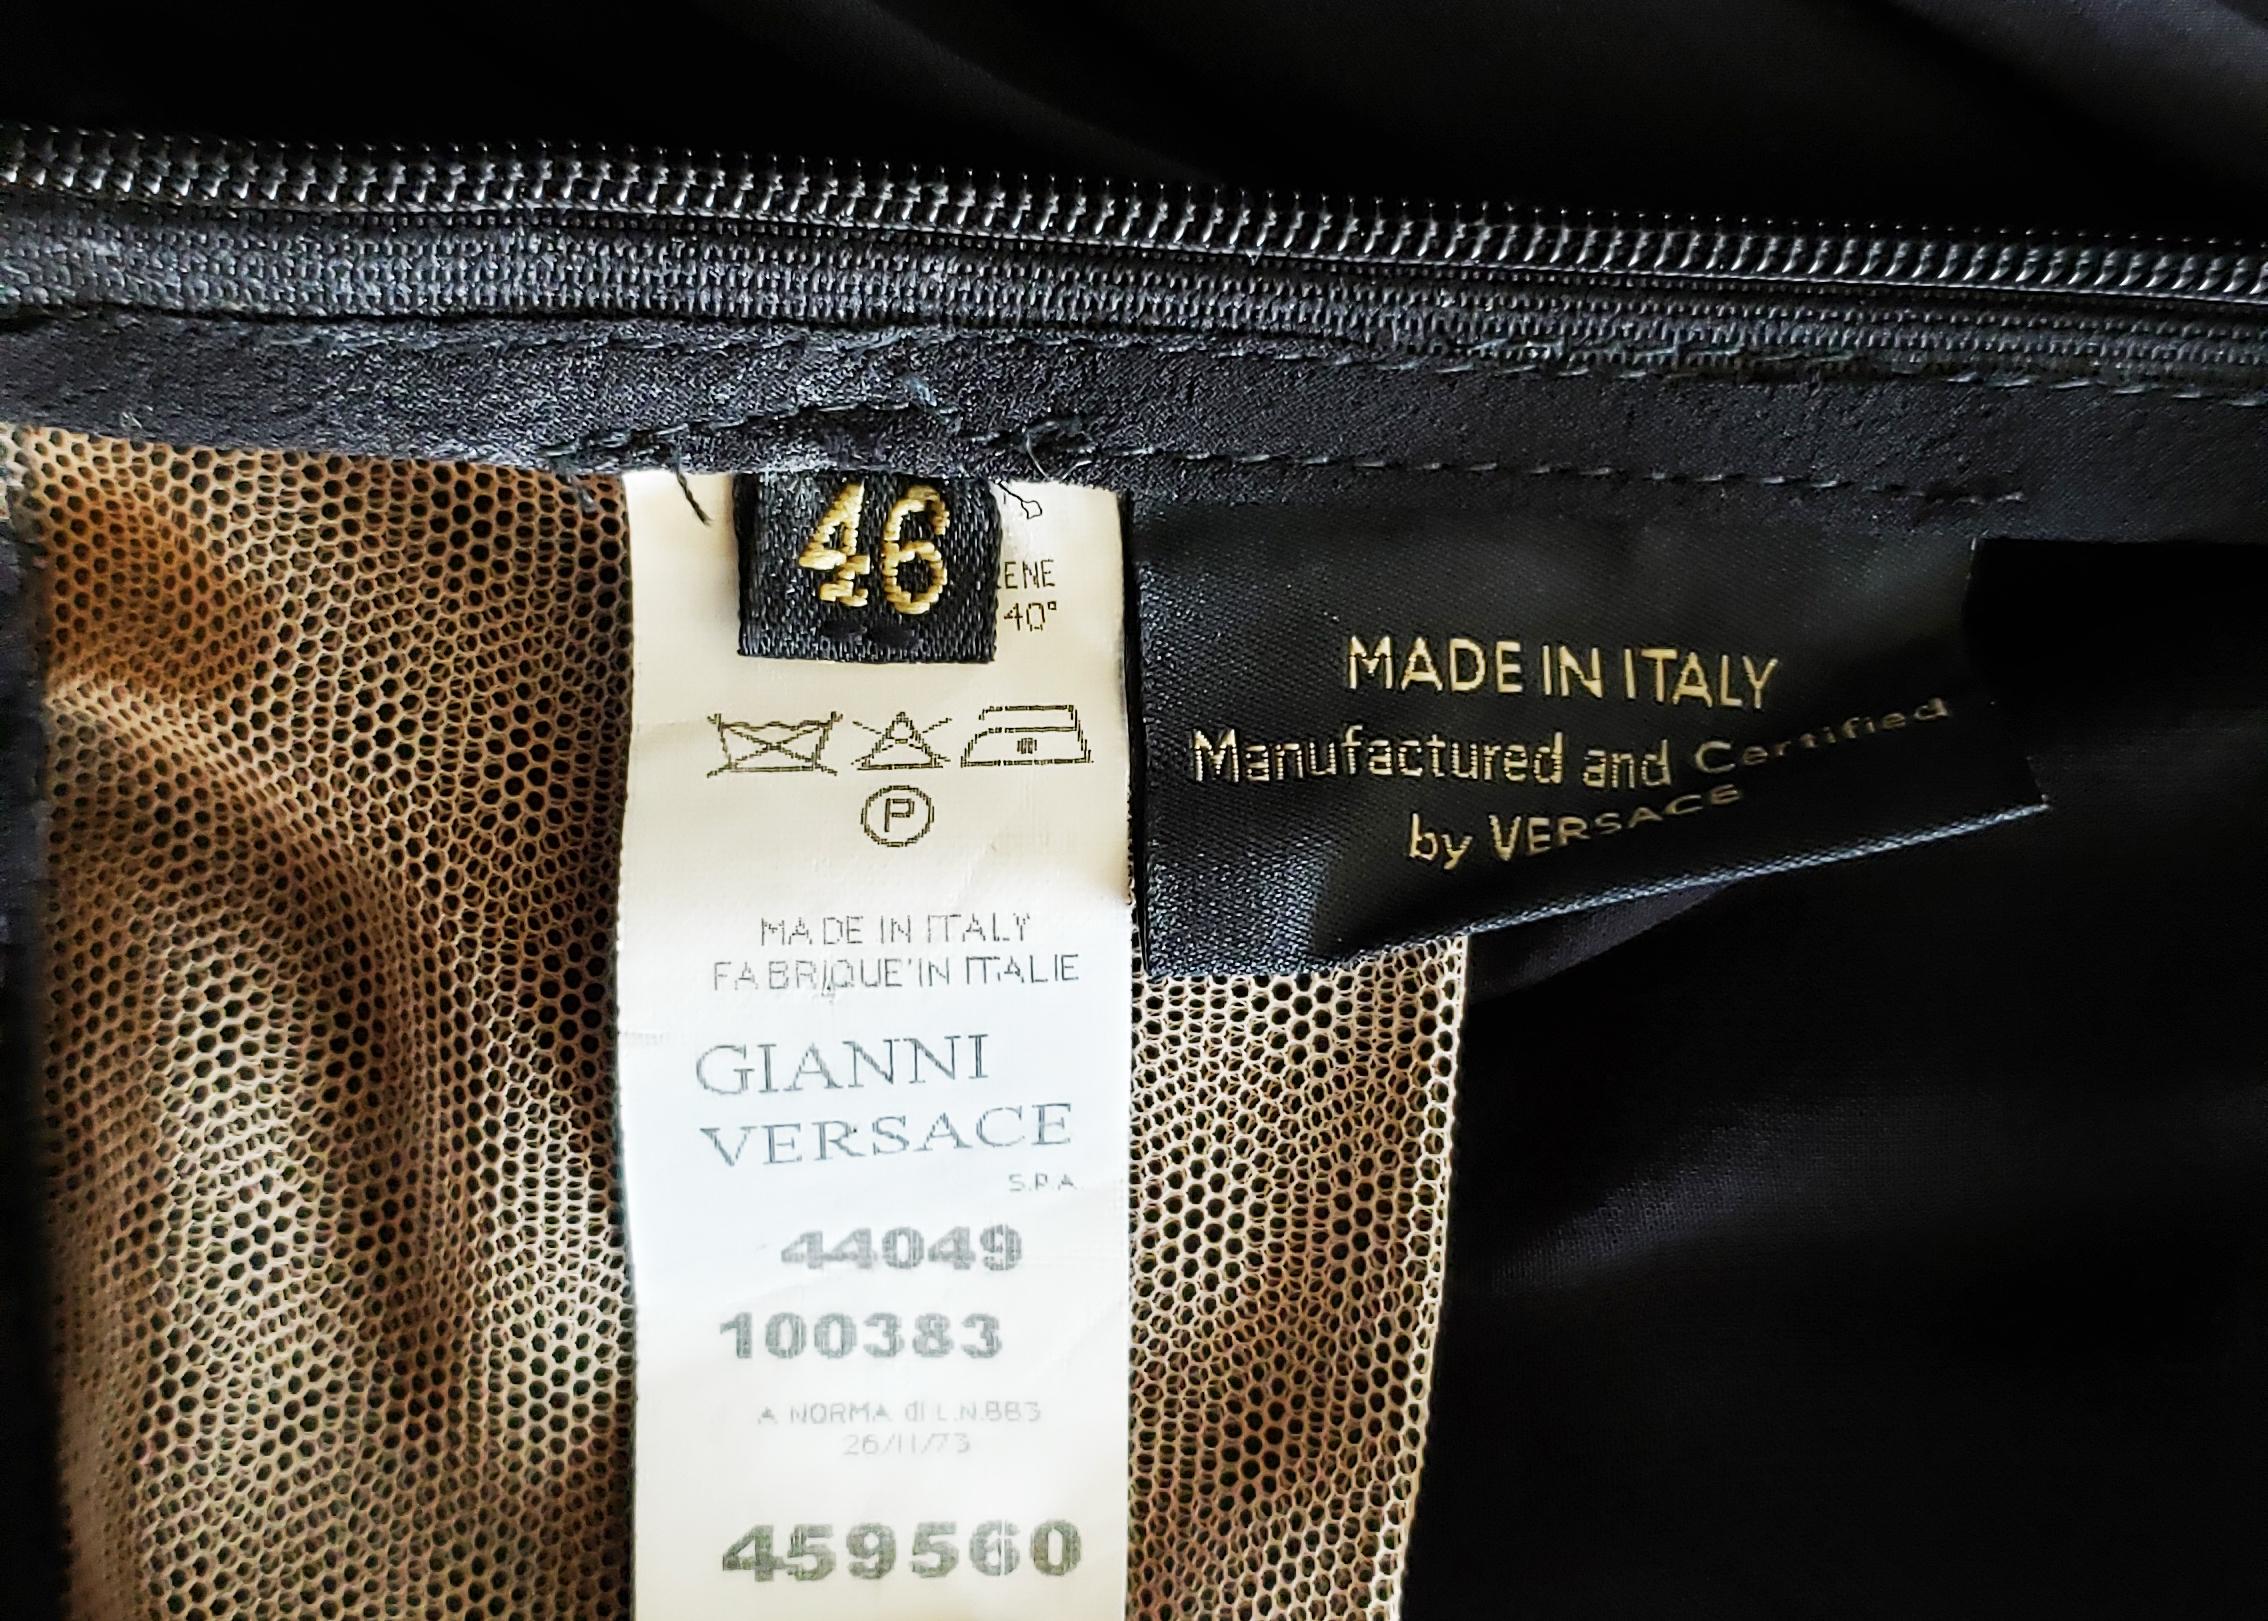 46
40°
P
MADE IN ITALY
FABRIQUE' IN ITALIE
GIANNI
VERSACE
S.P.A.
44049
100383
A NORMA di L.N.883
26/11/73
459560
MADE IN ITALY
Manufactured and Certified
by VERSACE